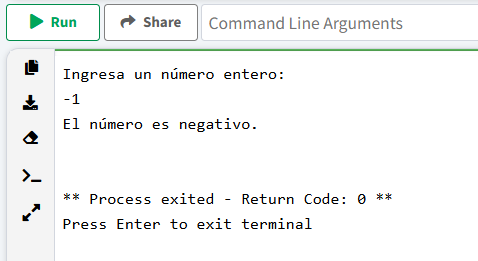 Run Share Command Line Arguments
Ingresa un número entero:
-1
El número es negativo.
** Process exited - Return Code: 0 **
Press Enter to exit terminal